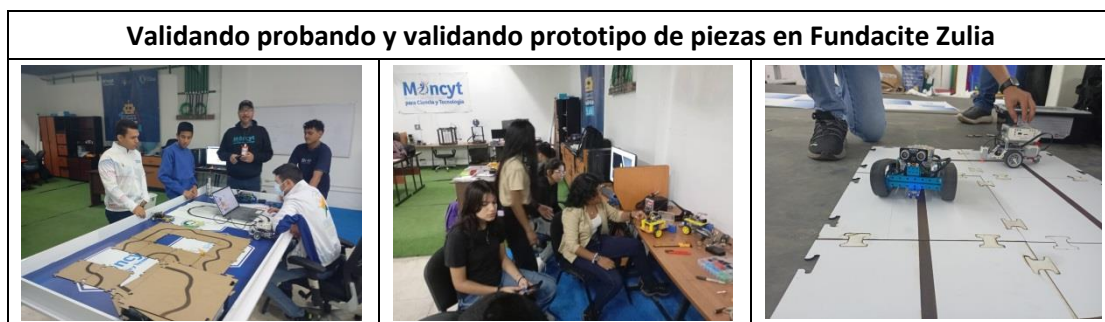 Validando probando y validando prototipo de piezas en Fundacite Zulia
Mincyt
para Ciencia y Tecnología